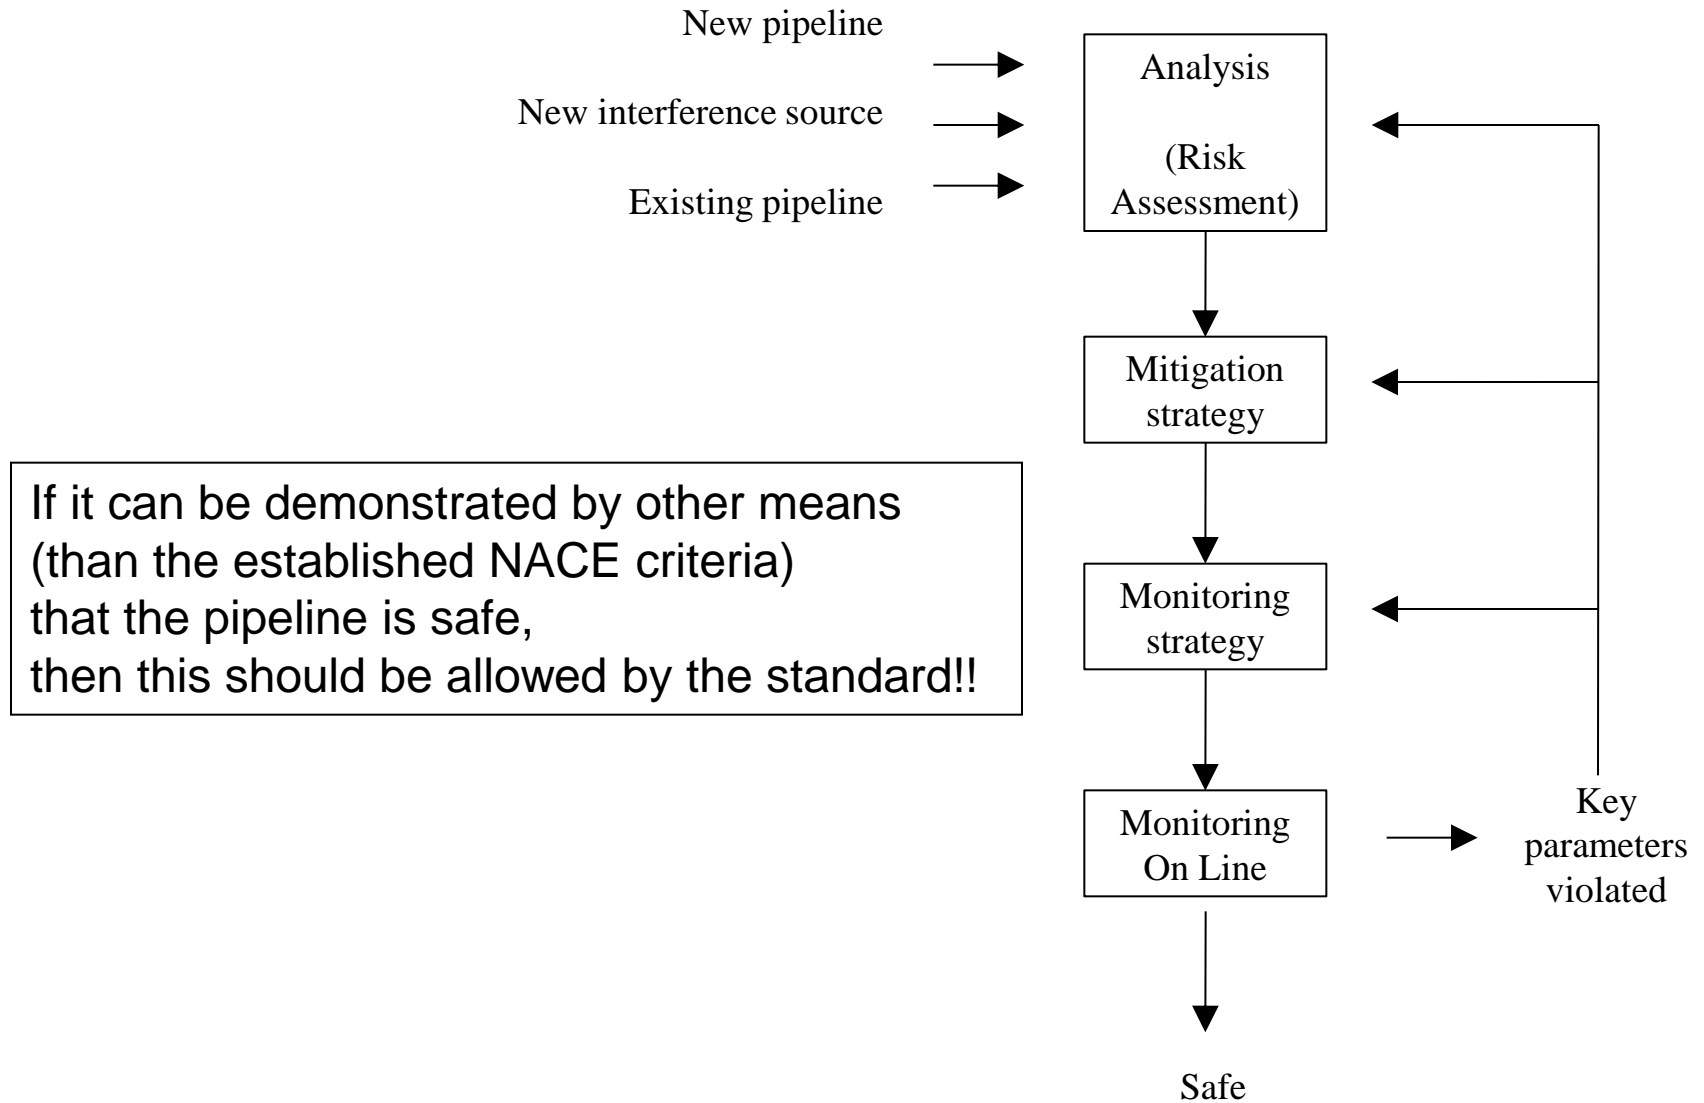 New pipeline
New interference source
Existing pipeline
Analysis
(Risk
Assessment)
Mitigation
strategy
If it can be demonstrated by other means
(than the established NACE criteria)
that the pipeline is safe,
then this should be allowed by the standard!!
Monitoring
strategy
Monitoring
On Line
Key
parameters
violated
Safe